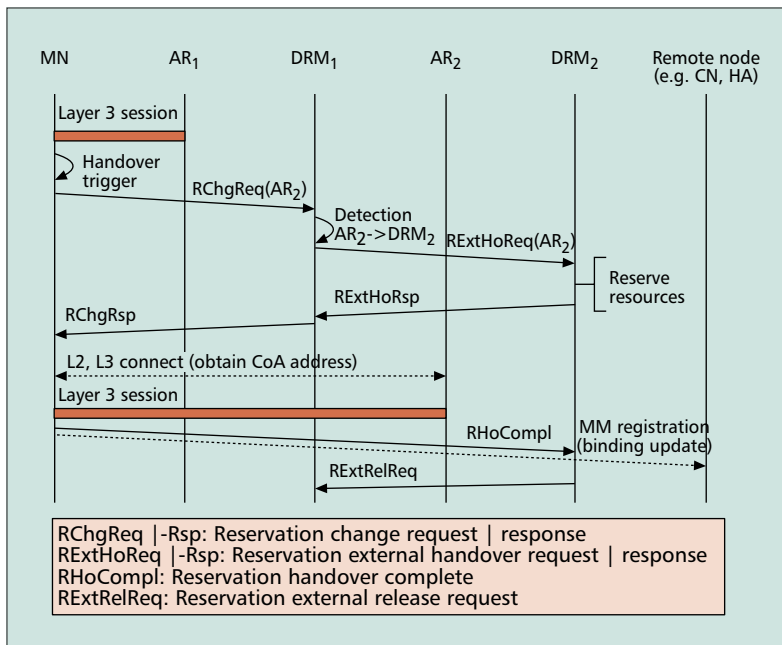 MN AR1 DRM1 AR2 DRM2 Remote node
(e.g. CN, HA)
Layer 3 session
Handover
trigger
RChgReq(AR2)
Detection
AR2->DRM2
RExtHoReq(AR2)
Reserve
resources
RExtHoRsp
RChgRsp
L2, L3 connect (obtain CoA address)
Layer 3 session
RHoCompl
MM registration
(binding update)
RExtRelReq
RChgReq |-Rsp: Reservation change request | response
RExtHoReq |-Rsp: Reservation external handover request | response
RHoCompl: Reservation handover complete
RExtRelReq: Reservation external release request